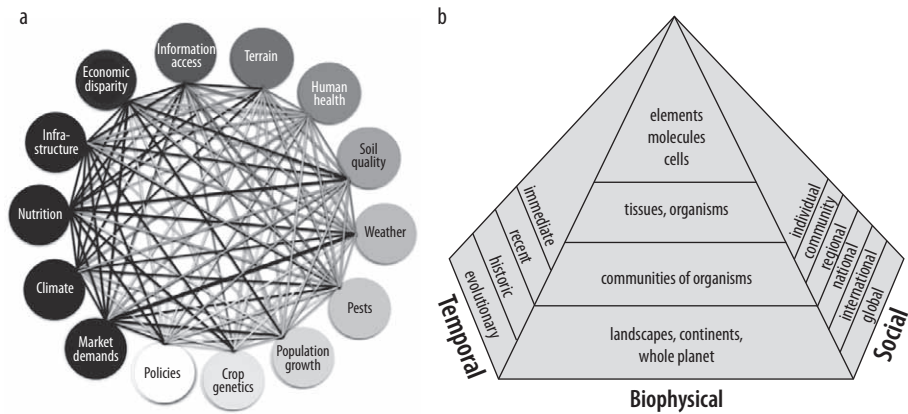 a
Information
access
Terrain
Human
health
Soil
quality
Weather
Pests
Population
growth
Crop
genetics
Policies
Market
demands
Climate
Nutrition
Infra-
structure
Economic
disparity
b
elements
molecules
cells
tissues, organisms
communities of organisms
landscapes, continents,
whole planet
immediate
recent
historic
evolutionary
Temporal
individual
community
regional
national
international
global
Social
Biophysical